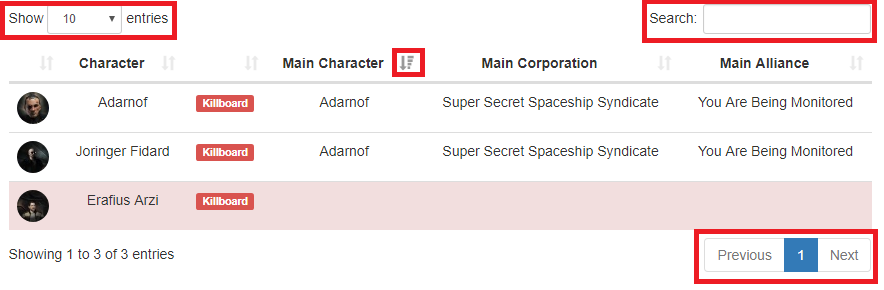 Show 10 entries Search:
Character Main Character Main Corporation Main Alliance
Adarnof Killboard Adarnof Super Secret Spaceship Syndicate You Are Being Monitored
Joringer Fidard Killboard Adarnof Super Secret Spaceship Syndicate You Are Being Monitored
Erafius Arzi Killboard
Showing 1 to 3 of 3 entries Previous 1 Next